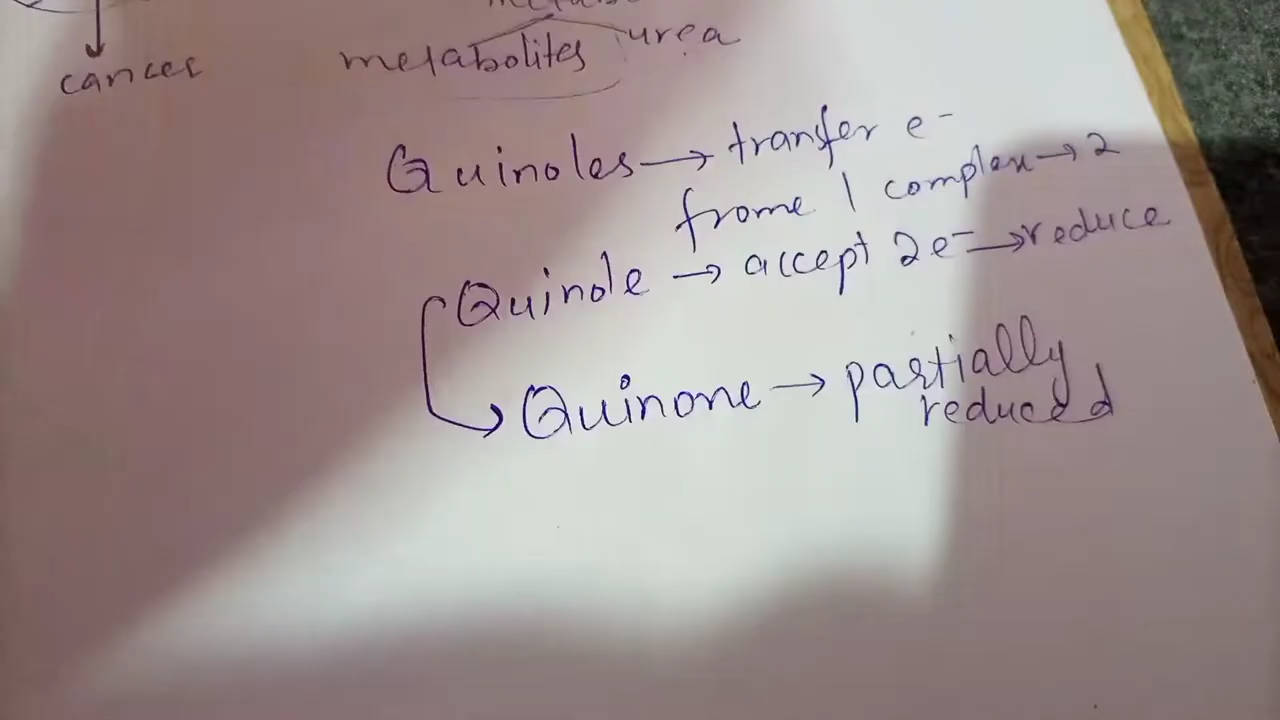 cancer
metabolites urea
Quinoles → transfer e-
frome 1 complex → 2
Quinole → accept 2e- → reduce
Quinone → partially
reduced